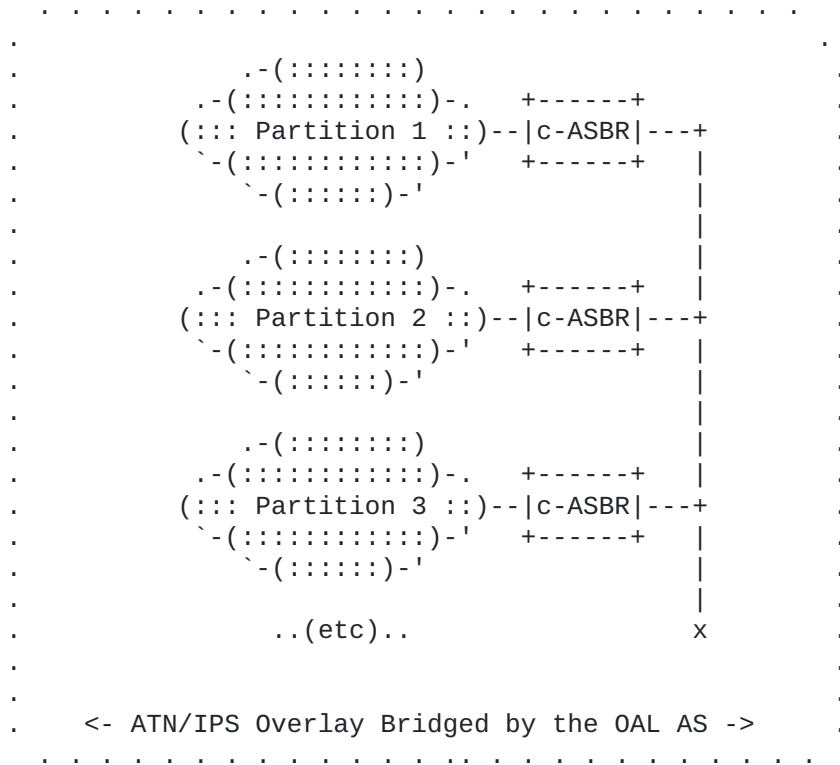 . . . . . . . . . . . . . . . . . . . . . . . . .
.                                                    .
.               .-(::::::::)                          .
.            .-(::::::::::::)-.   +------+            .
.           (::: Partition 1 ::)--|c-ASBR|---+        .
.            `-(::::::::::::)-'   +------+   |        .
.               `-(::::::)-'                 |        .
.                                            |        .
.               .-(::::::::)                 |        .
.            .-(::::::::::::)-.   +------+   |        .
.           (::: Partition 2 ::)--|c-ASBR|---+        .
.            `-(::::::::::::)-'   +------+   |        .
.               `-(::::::)-'                 |        .
.                                            |        .
.               .-(::::::::)                 |        .
.            .-(::::::::::::)-.   +------+   |        .
.           (::: Partition 3 ::)--|c-ASBR|---+        .
.            `-(::::::::::::)-'   +------+   |        .
.               `-(::::::)-'                 |        .
.                                            |        .
.                 ..(etc)..                  x        .
.                                                     .
.                                                     .
.     <- ATN/IPS Overlay Bridged by the OAL AS ->     .
  . . . . . . . . . . . . . .. . . . . . . . . . . .